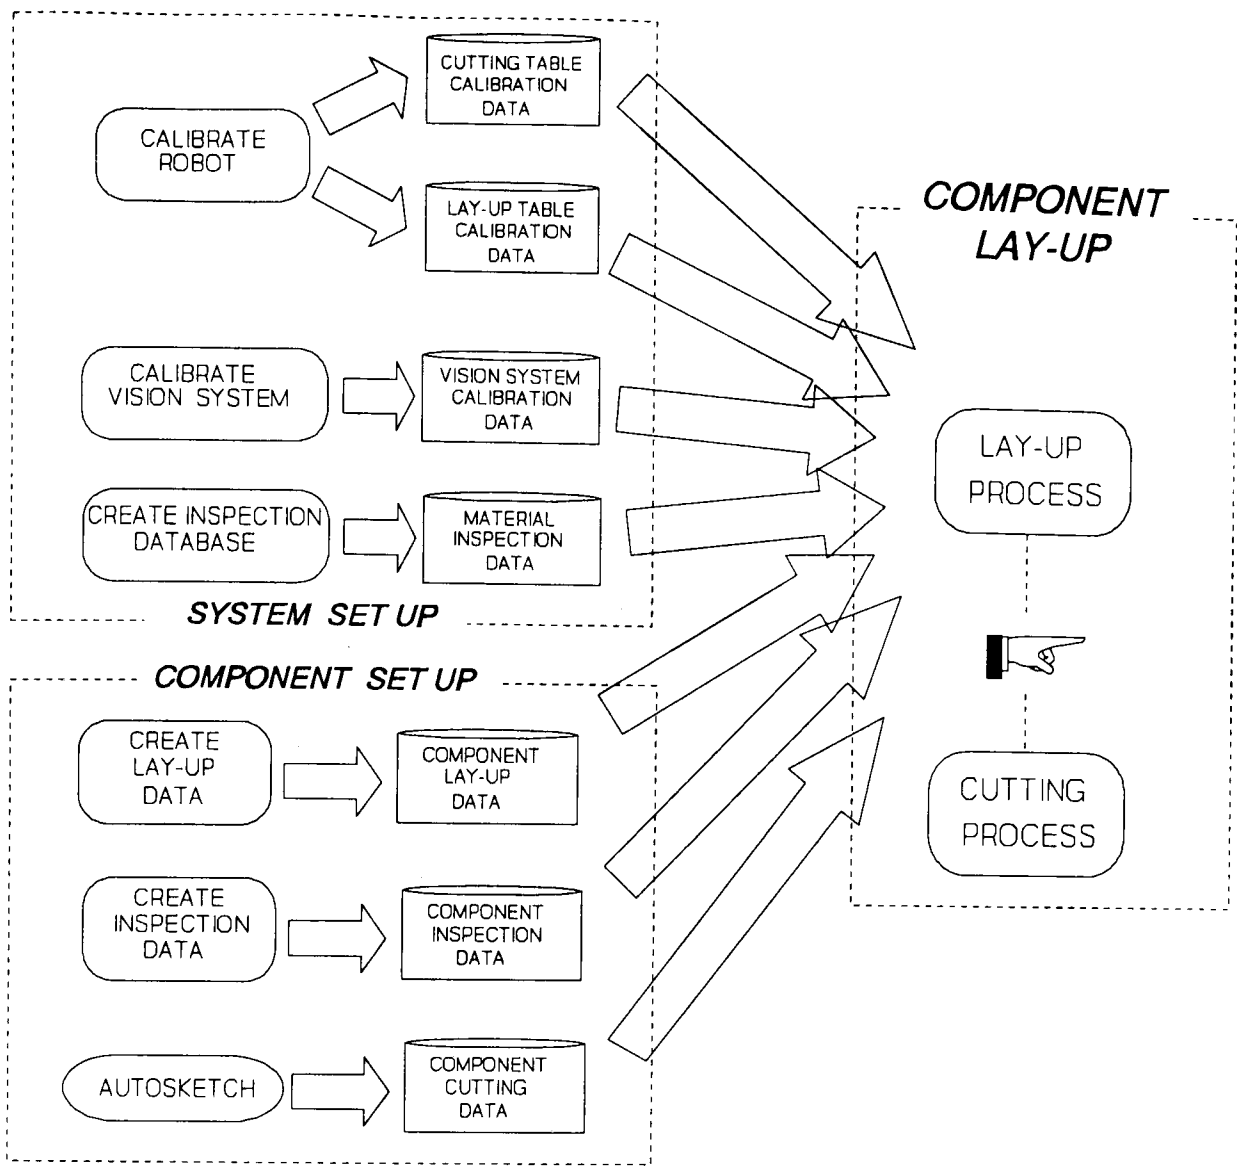 CALIBRATE
ROBOT
CUTTING TABLE
CALIBRATION
DATA
LAY-UP TABLE
CALIBRATION
DATA
CALIBRATE
VISION SYSTEM
VISION SYSTEM
CALIBRATION
DATA
CREATE INSPECTION
DATABASE
MATERIAL
INSPECTION
DATA
SYSTEM SET UP
COMPONENT SET UP
CREATE
LAY-UP
DATA
COMPONENT
LAY-UP
DATA
CREATE
INSPECTION
DATA
COMPONENT
INSPECTION
DATA
AUTOSKETCH
COMPONENT
CUTTING
DATA
COMPONENT
LAY-UP
LAY-UP
PROCESS
CUTTING
PROCESS